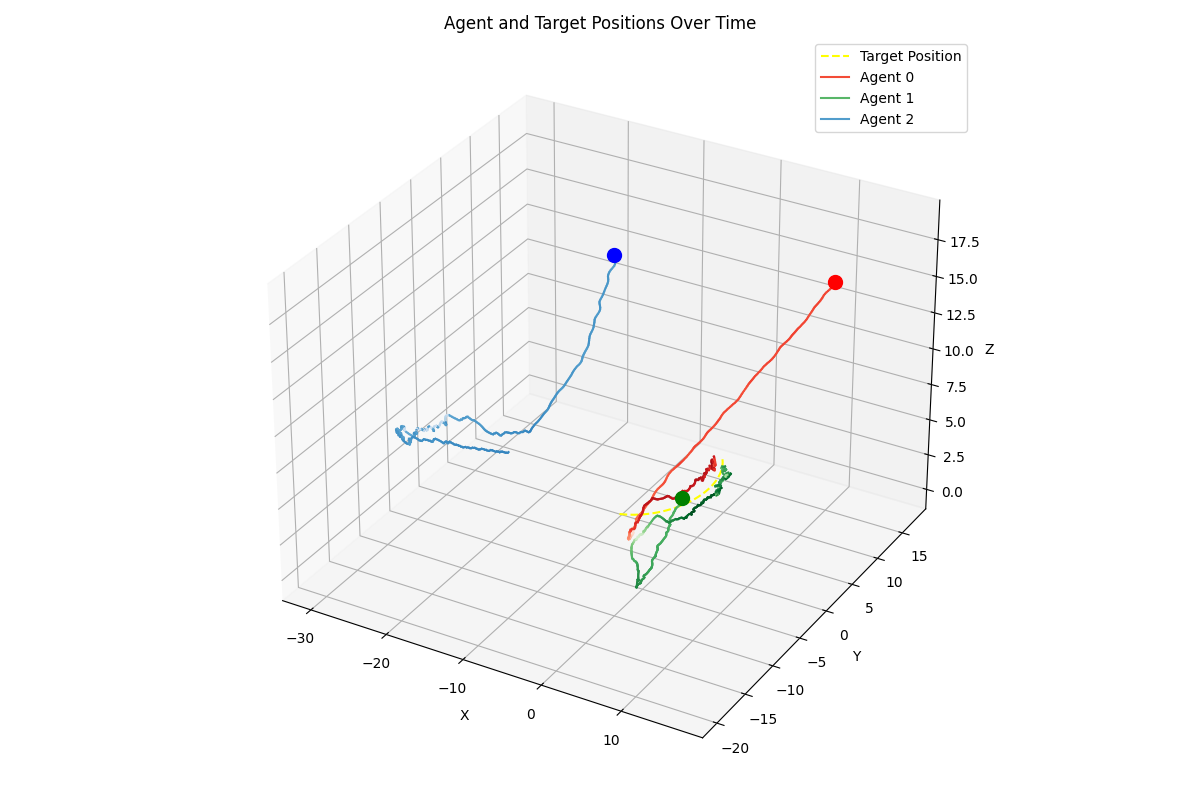 Agent and Target Positions Over Time
Target Position
Agent 0
Agent 1
Agent 2
17.5
15.0
12.5
10.0
Z
7.5
5.0
2.5
0.0
15
10
5
0
Y
−5
−10
−15
−20
−30
−20
−10
X
0
10